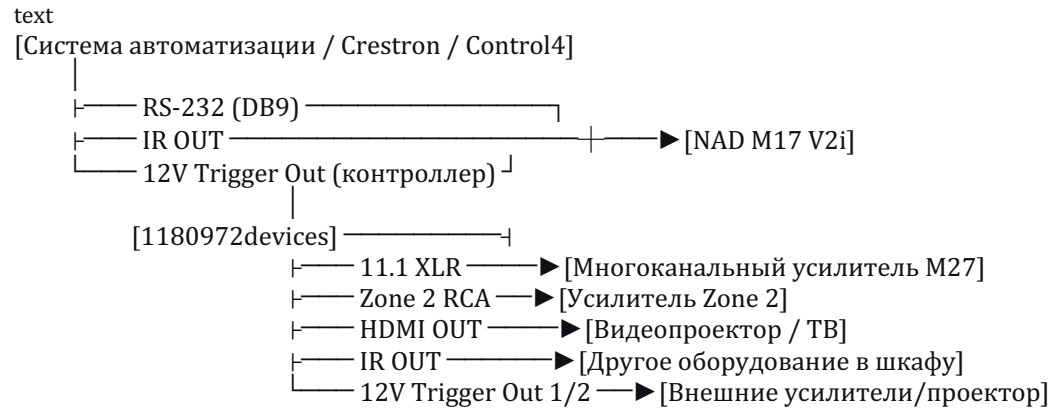 text
[Система автоматизации / Crestron / Control4]
RS-232 (DB9)
IR OUT ► [NAD M17 V2i]
12V Trigger Out (контроллер)
[1180972devices]
11.1 XLR ► [Многоканальный усилитель M27]
Zone 2 RCA ► [Усилитель Zone 2]
HDMI OUT ► [Видеопроектор / ТВ]
IR OUT ► [Другое оборудование в шкафу]
12V Trigger Out 1/2 ► [Внешние усилители/проектор]